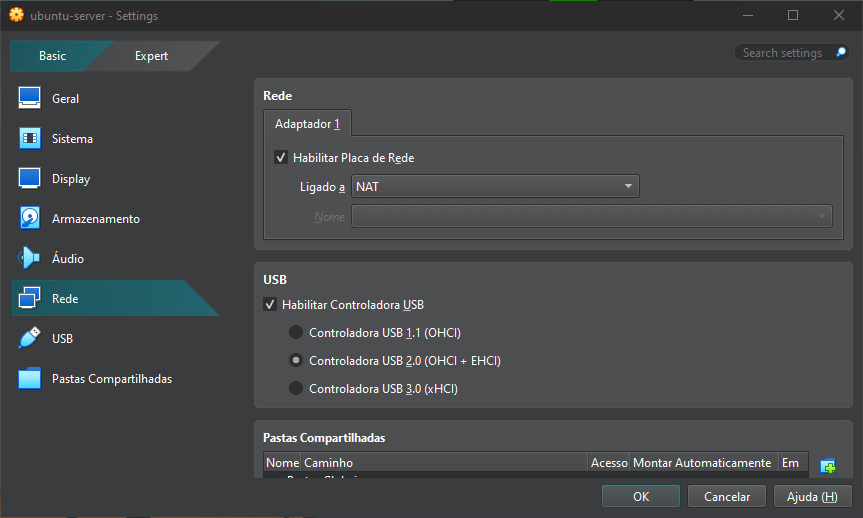 ubuntu-server - Settings
Basic
Expert
Search settings
Geral
Sistema
Display
Armazenamento
Áudio
Rede
USB
Pastas Compartilhadas
Rede
Adaptador 1
Habilitar Placa de Rede
Ligado a
NAT
Nome
USB
Habilitar Controladora USB
Controladora USB 1.1 (OHCI)
Controladora USB 2.0 (OHCI + EHCI)
Controladora USB 3.0 (xHCI)
Pastas Compartilhadas
Nome Caminho Acesso Montar Automaticamente Em
OK
Cancelar
Ajuda (H)